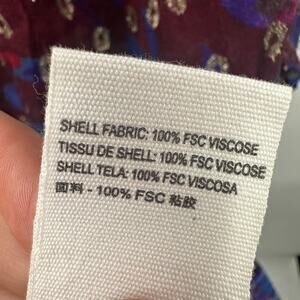 SHELL FABRIC: 100% FSC VISCOSE
TISSU DE SHELL: 100% FSC VISCOSE
SHELL TELA: 100% FSC VISCOSA
面料 - 100% FSC 粘胶